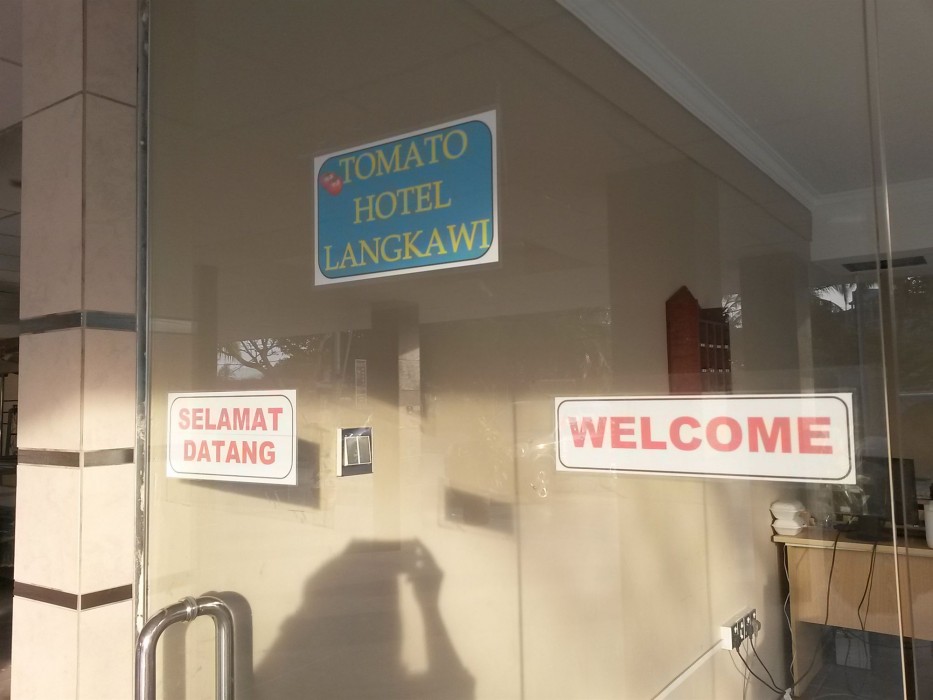 TOMATO
HOTEL
LANGKAWI
SELAMAT
DATANG
WELCOME